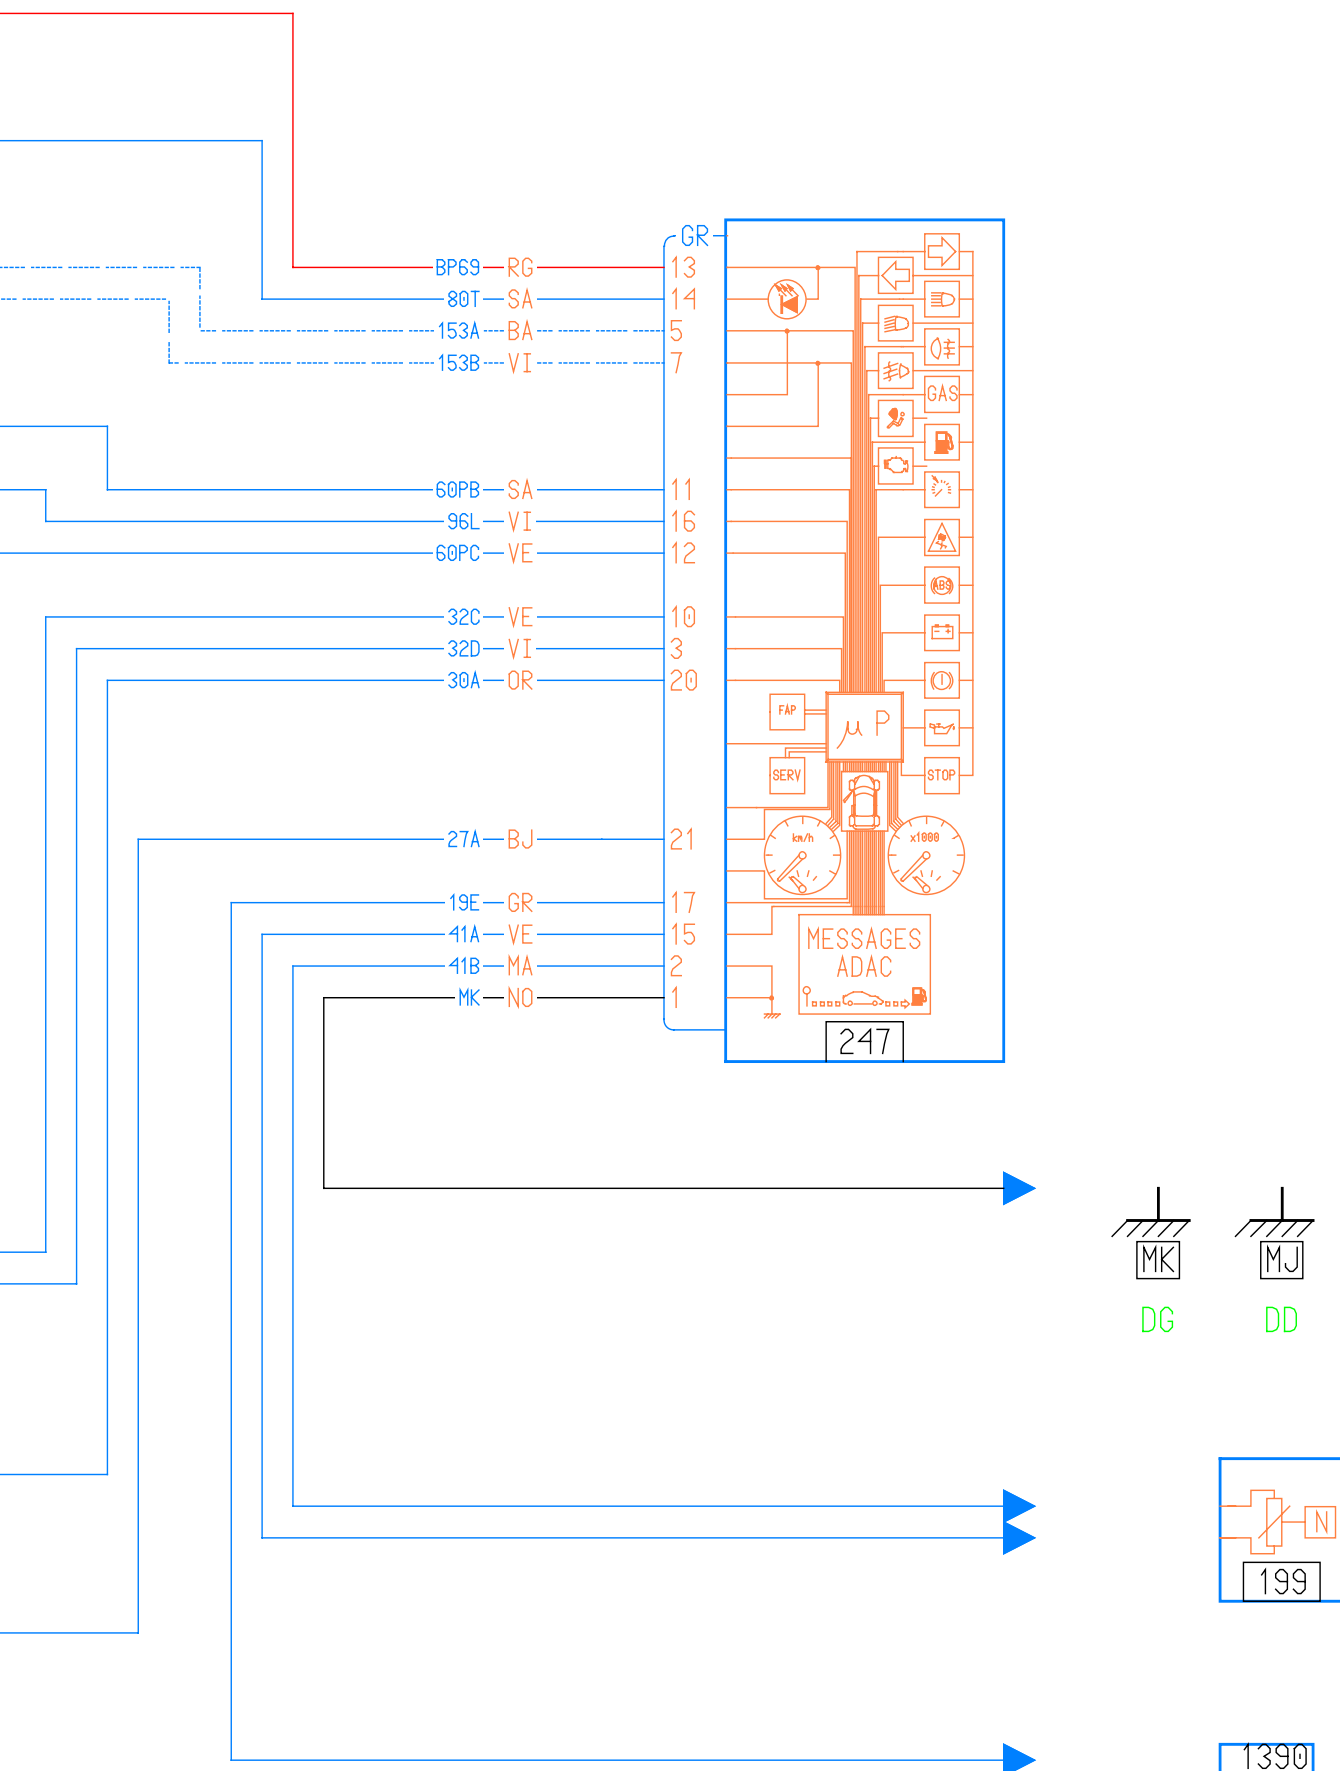 GR
BP69 RG 13
80T SA 14
153A BA 5
153B VI 7
GAS
60PB SA 11
96L VI 16
60PC VE 12
ABS
32C VE 10
32D VI 3
30A OR 20
FAP
µP
SERV
STOP
27A BJ 21
km/h
x1000
19E GR 17
41A VE 15
41B MA 2
MK NO 1
MESSAGES
ADAC
247
MK MJ
DG DD
N
199
1390